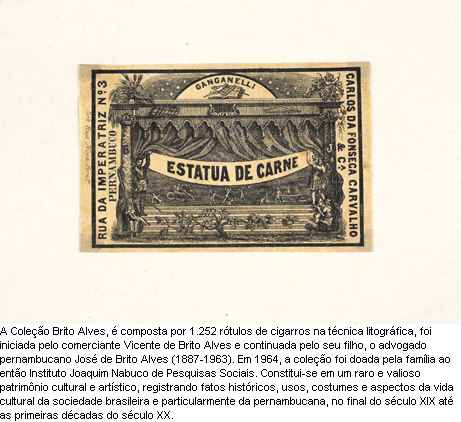 GANGANELLI
ESTATUA DE CARNE
RUA DA IMPERATRIZ Nº 3
PERNAMBUCO
CARLOS DA FONSECA CARVALHO
& Cª
A Coleção Brito Alves, é composta por 1.252 rótulos de cigarros na técnica litográfica, foi
iniciada pelo comerciante Vicente de Brito Alves e continuada pelo seu filho, o advogado
pernambucano José de Brito Alves (1887-1963). Em 1964, a coleção foi doada pela família ao
então Instituto Joaquim Nabuco de Pesquisas Sociais. Constitui-se em um raro e valioso
patrimônio cultural e artístico, registrando fatos históricos, usos, costumes e aspectos da vida
cultural da sociedade brasileira e particularmente da pernambucana, no final do século XIX até
as primeiras décadas do século XX.